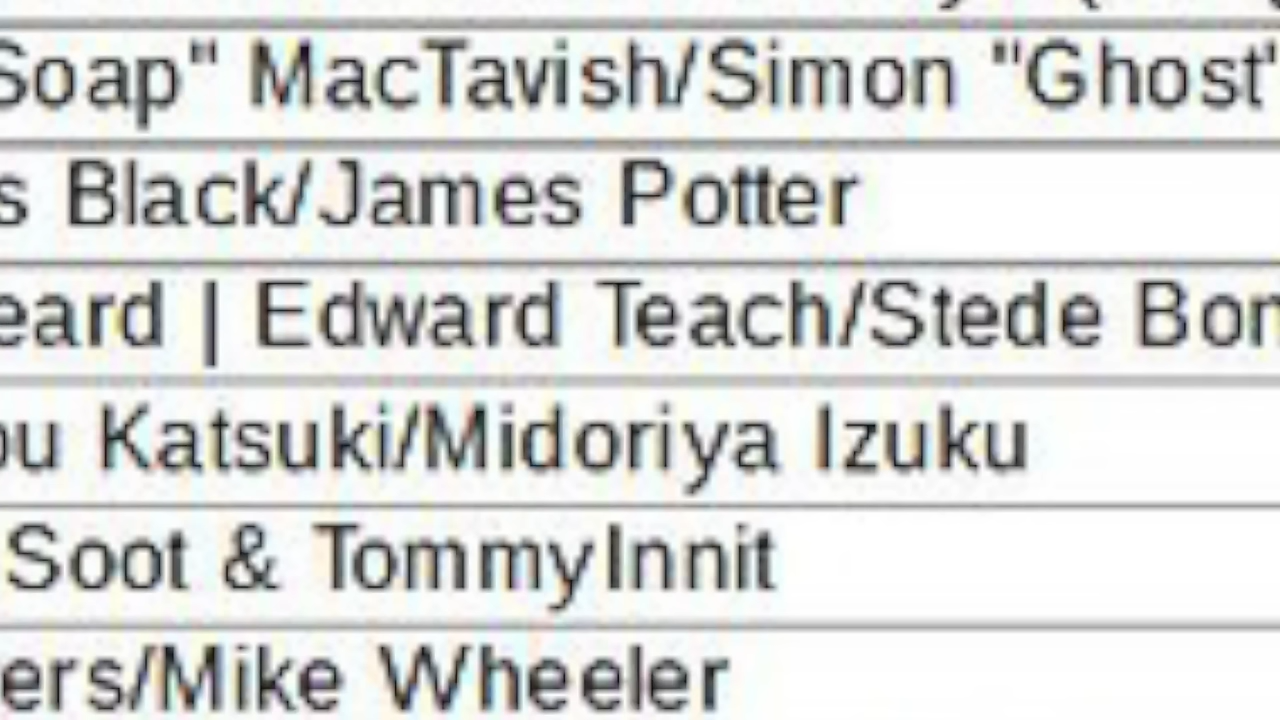 Soap" MacTavish/Simon "Ghost"
s Black/James Potter
eard | Edward Teach/Stede Bon
ou Katsuki/Midoriya Izuku
Soot & TommyInnit
ers/Mike Wheeler